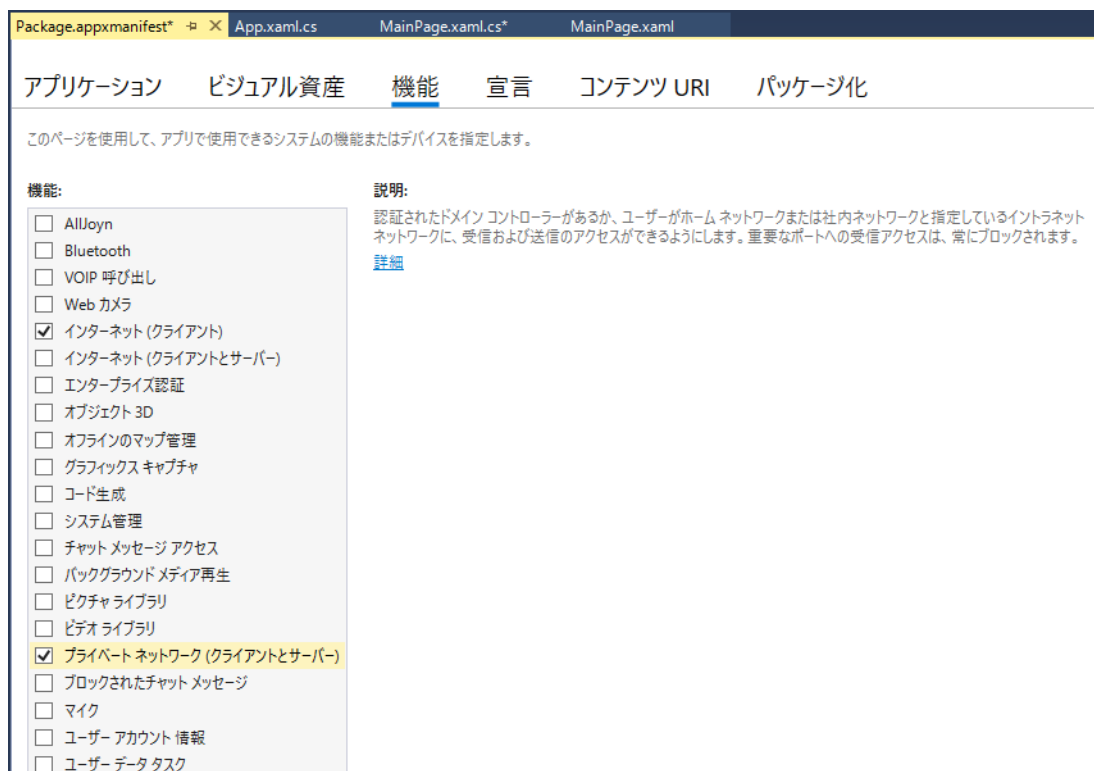 Package.appxmanifest* App.xaml.cs MainPage.xaml.cs* MainPage.xaml
アプリケーション ビジュアル資産 機能 宣言 コンテンツ URI パッケージ化
このページを使用して、アプリで使用できるシステムの機能またはデバイスを指定します。
機能:
AllJoyn
Bluetooth
VOIP 呼び出し
Web カメラ
インターネット (クライアント)
インターネット (クライアントとサーバー)
エンタープライズ認証
オブジェクト 3D
オフラインのマップ管理
グラフィックス キャプチャ
コード生成
システム管理
チャット メッセージ アクセス
バックグラウンド メディア再生
ピクチャ ライブラリ
ビデオ ライブラリ
プライベート ネットワーク (クライアントとサーバー)
ブロックされたチャット メッセージ
マイク
ユーザー アカウント 情報
ユーザー データ タスク
説明:
認証されたドメイン コントローラーがあるか、ユーザーがホーム ネットワークまたは社内ネットワークと指定しているイントラネット
ネットワークに、受信および送信のアクセスができるようにします。重要なポートへの受信アクセスは、常にブロックされます。
詳細